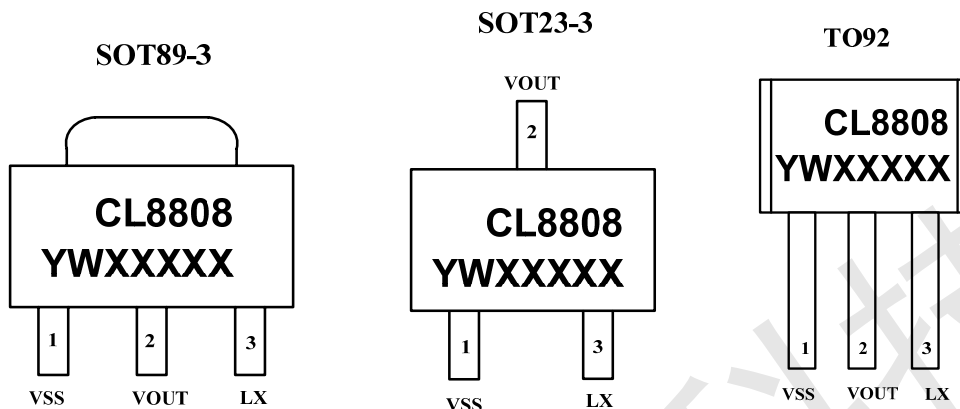 SOT89-3
CL8808
YWXXXXX
1
2
3
VSS
VOUT
LX
SOT23-3
VOUT
2
CL8808
YWXXXXX
1
3
VSS
LX
TO92
CL8808
YWXXXXX
1
2
3
VSS
VOUT
LX